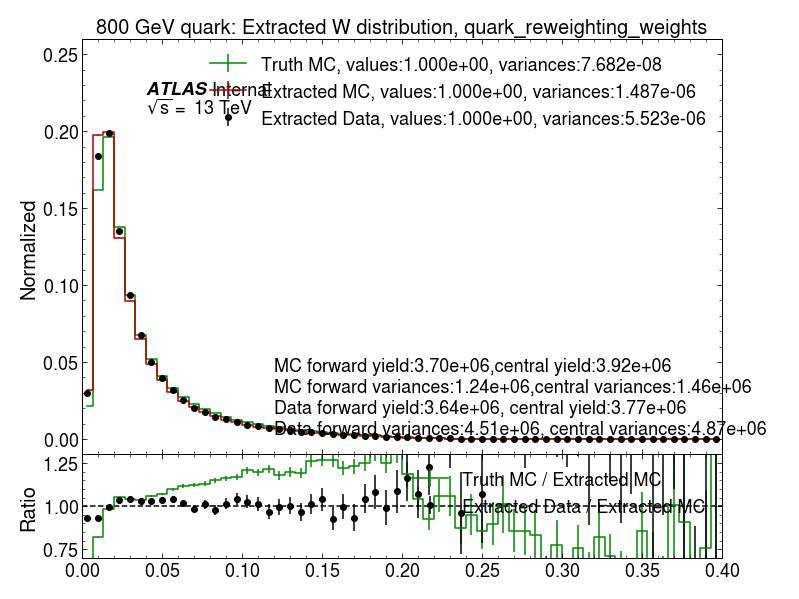 800 GeV quark: Extracted W distribution, quark_reweighting_weights
Truth MC, values:1.000e+00, variances:7.682e-08
ATLAS Internal
Extracted MC, values:1.000e+00, variances:1.487e-06
√s = 13 TeV
Extracted Data, values:1.000e+00, variances:5.523e-06
Normalized
0.25
0.20
0.15
0.10
0.05
0.00
MC forward yield:3.70e+06,central yield:3.92e+06
MC forward variances:1.24e+06,central variances:1.46e+06
Data forward yield:3.64e+06, central yield:3.77e+06
Data forward variances:4.51e+06, central variances:4.87e+06
Ratio
1.25
1.00
0.75
Truth MC / Extracted MC
Extracted Data / Extracted MC
0.00 0.05 0.10 0.15 0.20 0.25 0.30 0.35 0.40